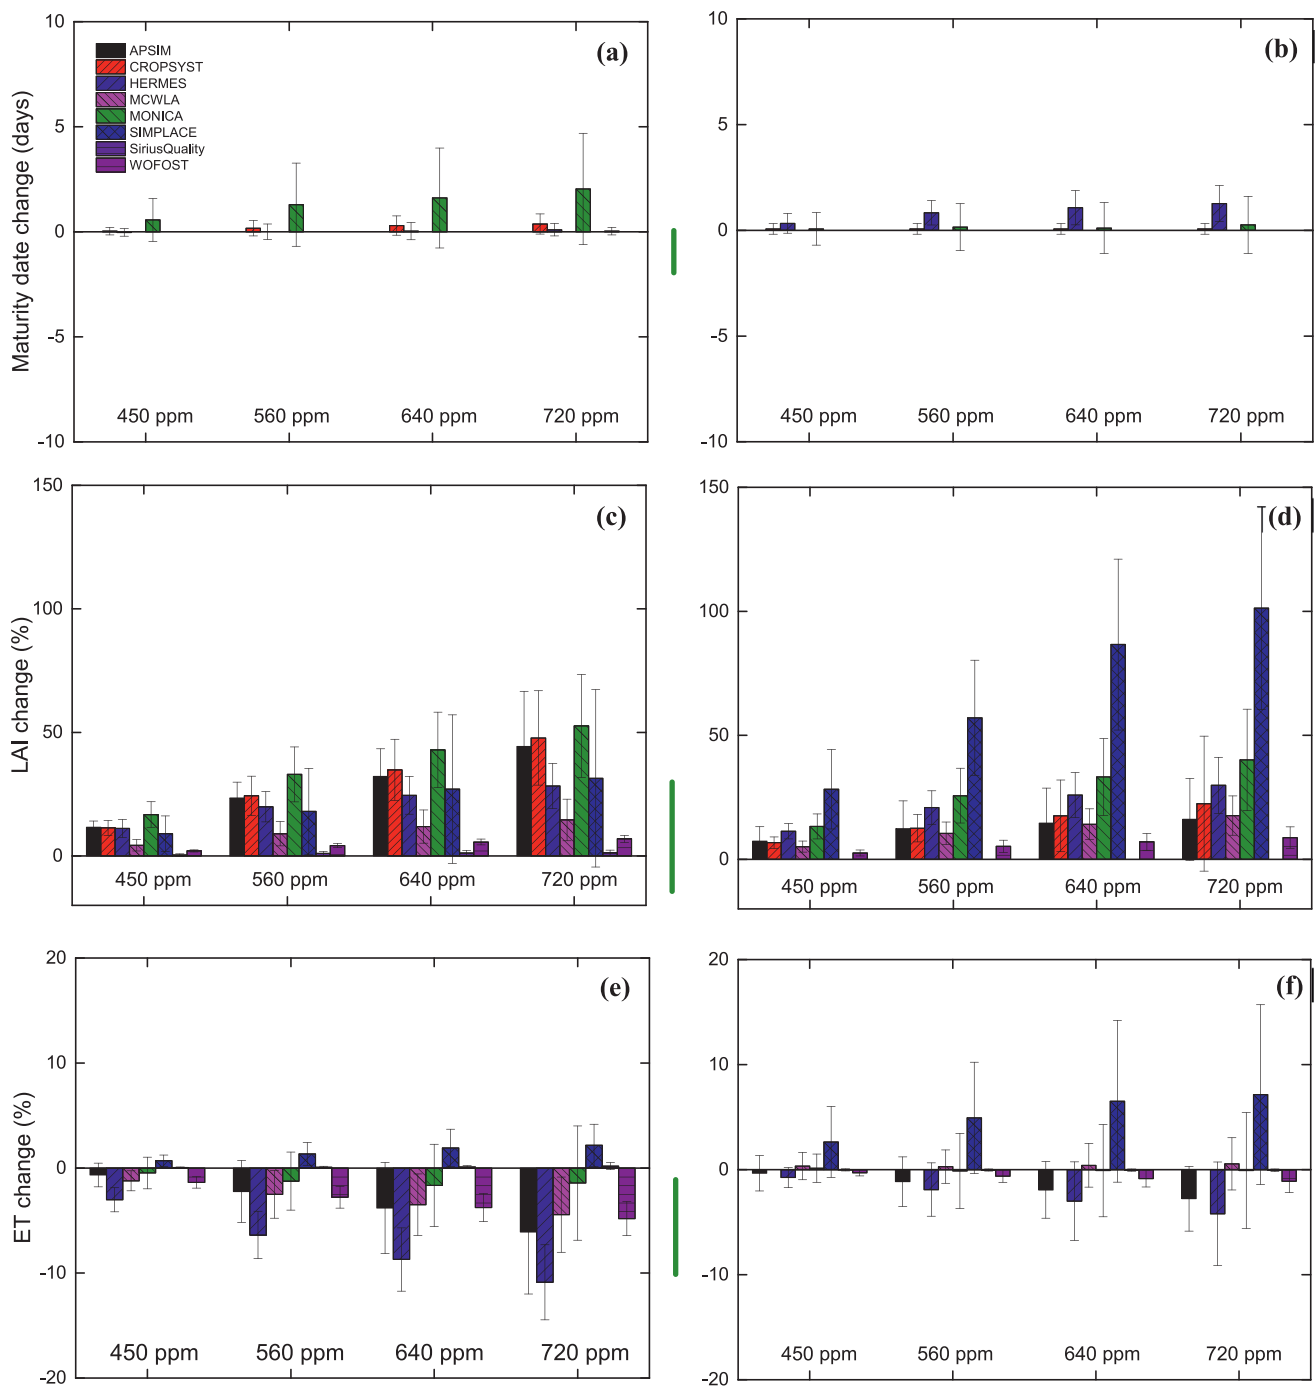 10
5
0
-5
-10
Maturity date change (days)
(a)
APSIM
CROPSYST
HERMES
MCWLA
MONICA
SIMPLACE
SiriusQuality
WOFOST
450 ppm 560 ppm 640 ppm 720 ppm
10
5
0
-5
-10
(b)
450 ppm 560 ppm 640 ppm 720 ppm
150
100
50
0
LAI change (%)
(c)
450 ppm 560 ppm 640 ppm 720 ppm
150
100
50
0
(d)
450 ppm 560 ppm 640 ppm 720 ppm
20
10
0
-10
-20
ET change (%)
(e)
450 ppm 560 ppm 640 ppm 720 ppm
20
10
0
-10
-20
(f)
450 ppm 560 ppm 640 ppm 720 ppm